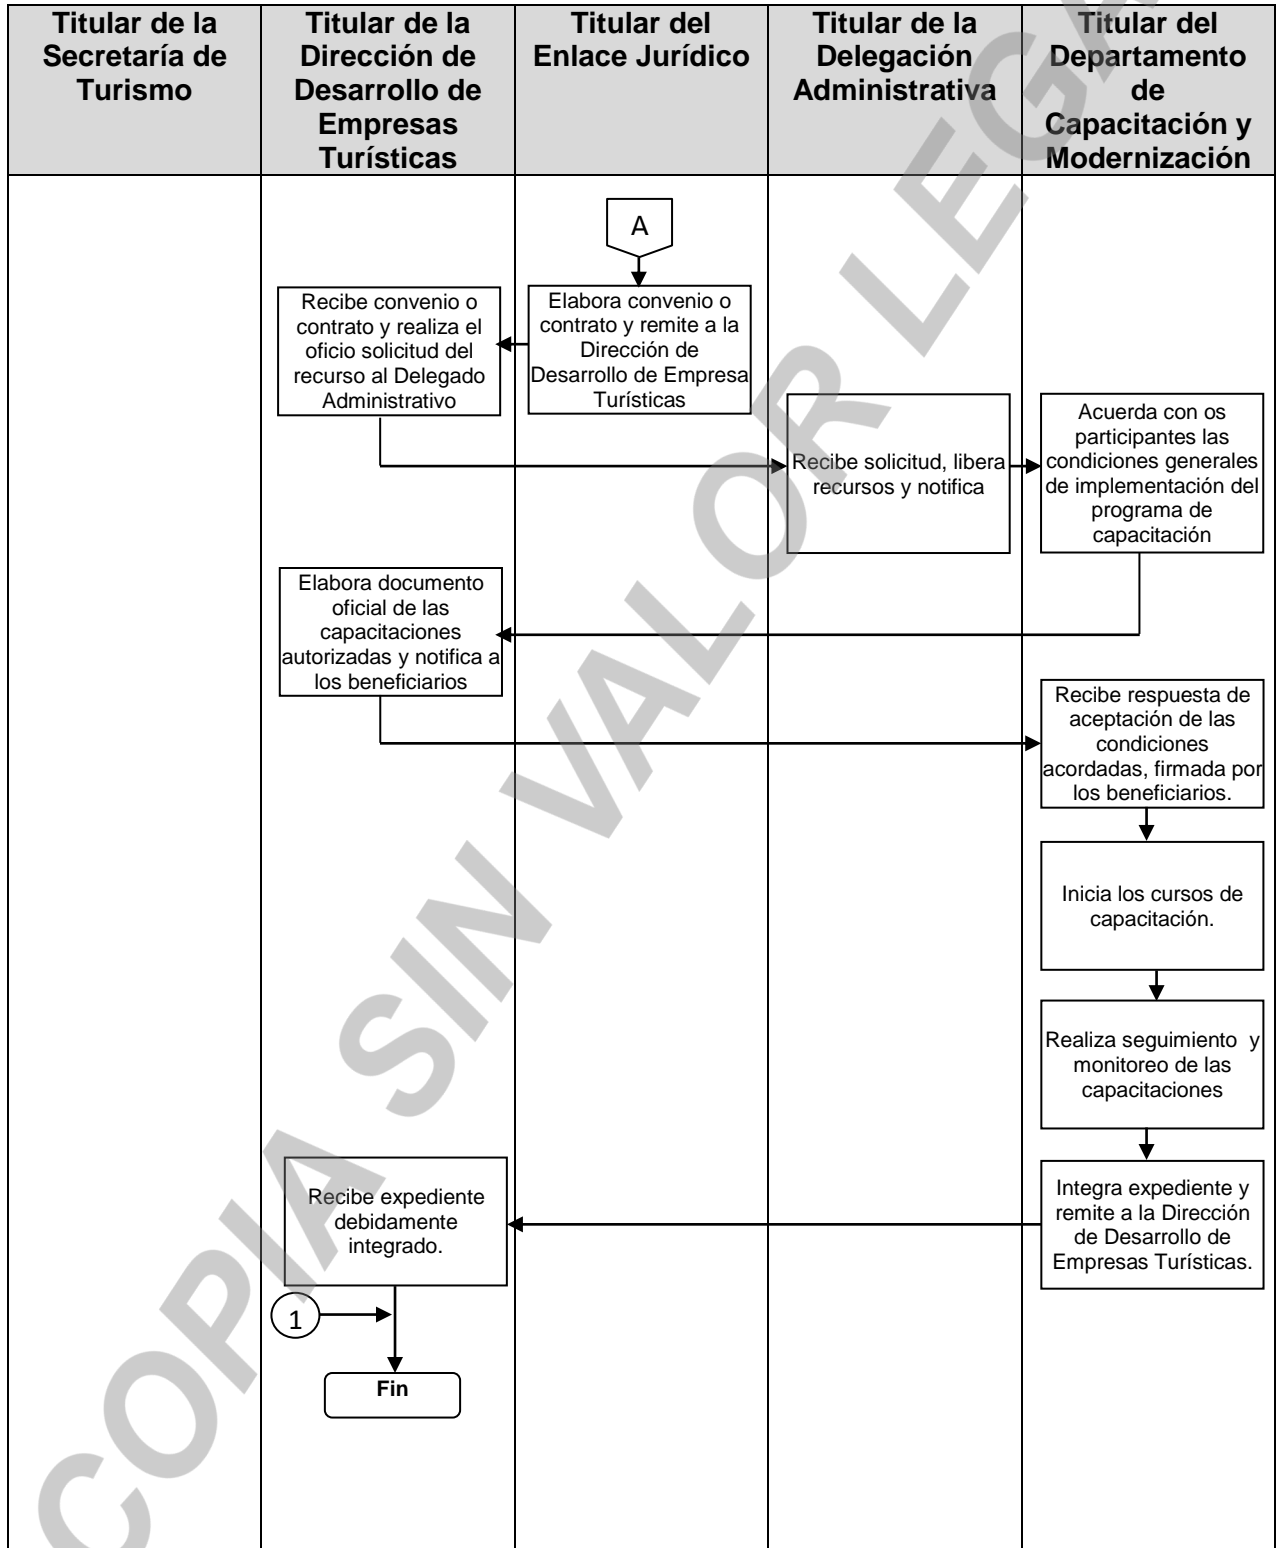 Titular de la
Secretaría de
Turismo
Titular de la
Dirección de
Desarrollo de
Empresas
Turísticas
Titular del
Enlace Jurídico
Titular de la
Delegación
Administrativa
Titular del
Departamento
de
Capacitación y
Modernización
A
Elabora convenio o
contrato y remite a la
Dirección de
Desarrollo de Empresa
Turísticas
Recibe convenio o
contrato y realiza el
oficio solicitud del
recurso al Delegado
Administrativo
Recibe solicitud, libera
recursos y notifica
Acuerda con os
participantes las
condiciones generales
de implementación del
programa de
capacitación
Elabora documento
oficial de las
capacitaciones
autorizadas y notifica a
los beneficiarios
Recibe respuesta de
aceptación de las
condiciones
acordadas, firmada por
los beneficiarios.
Inicia los cursos de
capacitación.
Realiza seguimiento  y
monitoreo de las
capacitaciones
Integra expediente y
remite a la Dirección
de Desarrollo de
Empresas Turísticas.
Recibe expediente
debidamente
integrado.
1
Fin
COPIA SIN VALOR LEGA